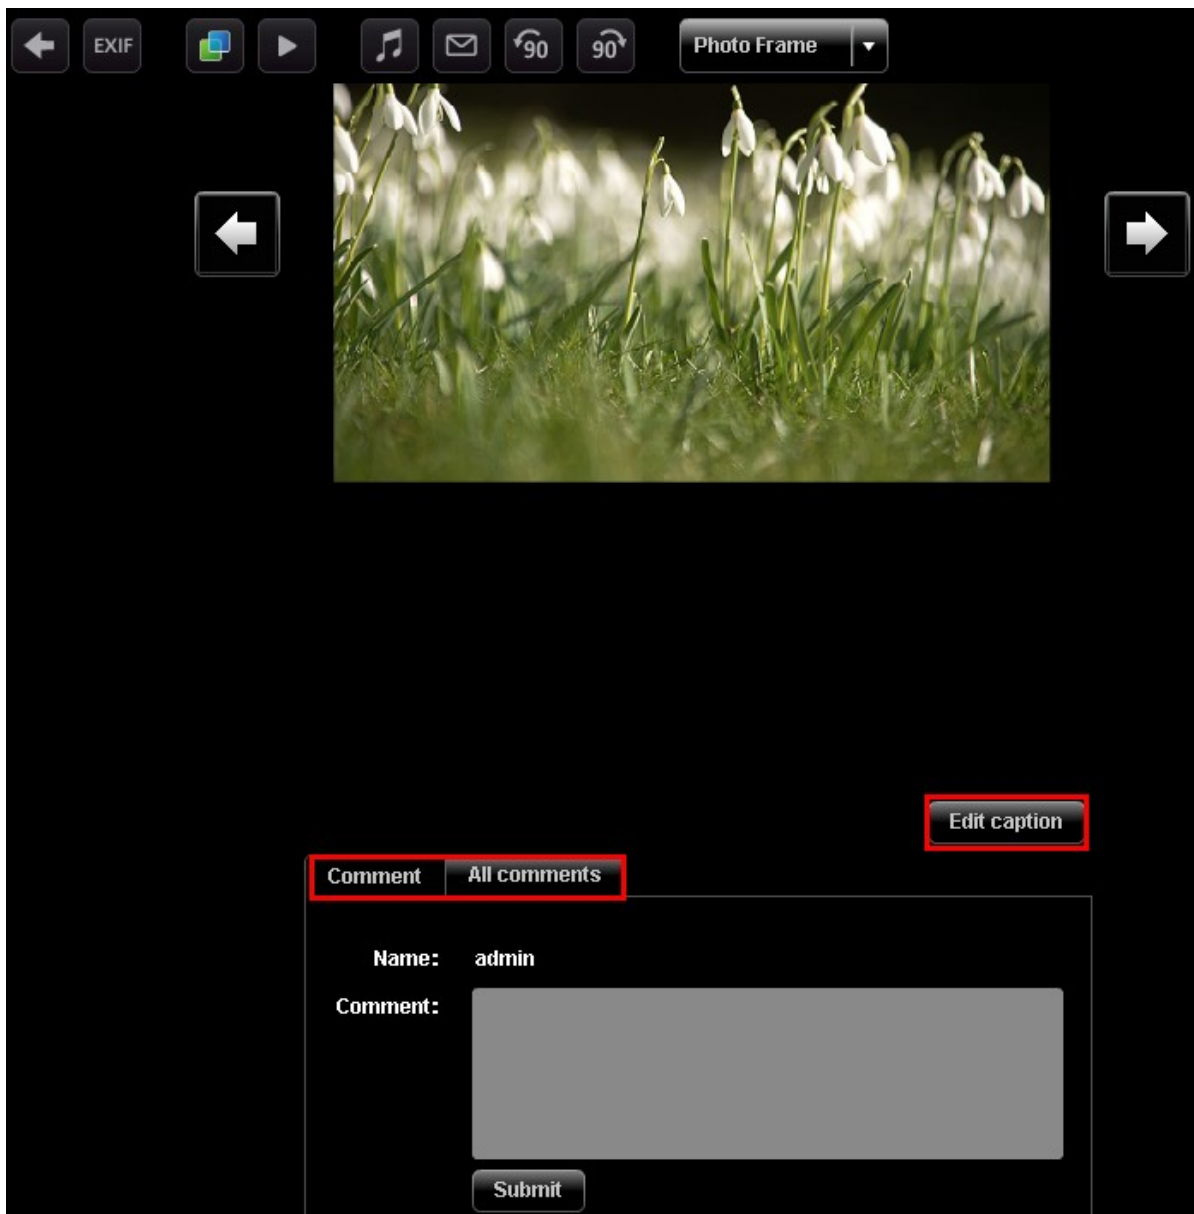 EXIF
90
90
Photo Frame
Edit caption
Comment
All comments
Name: admin
Comment:
Submit